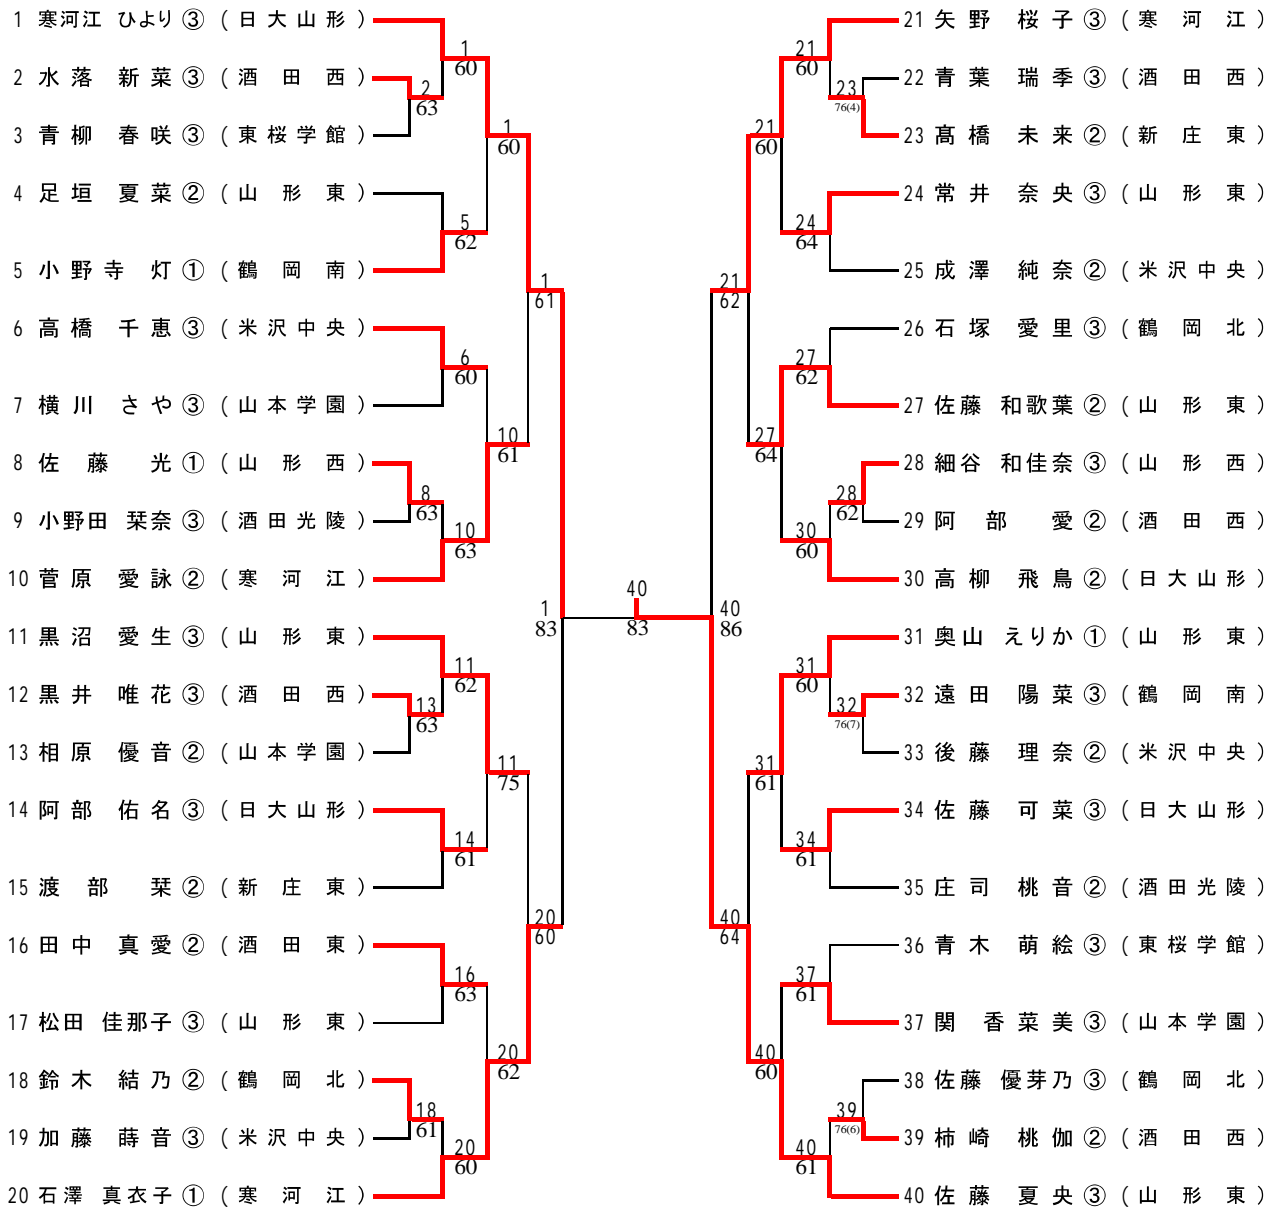 1 寒河江 ひより ③ ( 日大山形 )
2 水落 新菜 ③ ( 酒田西 )
3 青柳 春咲 ③ ( 東桜学館 )
4 足垣 夏菜 ② ( 山形東 )
5 小野寺 灯 ① ( 鶴岡南 )
6 高橋 千恵 ③ ( 米沢中央 )
7 横川 さや ③ ( 山本学園 )
8 佐藤 光 ① ( 山形西 )
9 小野田 栞奈 ③ ( 酒田光陵 )
10 菅原 愛詠 ② ( 寒河江 )
11 黒沼 愛生 ③ ( 山形東 )
12 黒井 唯花 ③ ( 酒田西 )
13 相原 優音 ② ( 山本学園 )
14 阿部 佑名 ③ ( 日大山形 )
15 渡部 栞 ② ( 新庄東 )
16 田中 真愛 ② ( 酒田東 )
17 松田 佳那子 ③ ( 山形東 )
18 鈴木 結乃 ② ( 鶴岡北 )
19 加藤 蒔音 ③ ( 米沢中央 )
20 石澤 真衣子 ① ( 寒河江 )
2
63
8
63
13
63
18
61
1
60
5
62
6
60
10
63
11
62
14
61
16
63
20
60
1
60
10
61
11
75
20
62
1
61
20
60
1
83
40
83
40
86
21
62
40
64
21
60
27
64
31
61
40
60
21
60
24
64
27
62
30
60
31
60
34
61
37
61
40
61
23
76(4)
28
62
32
76(7)
39
76(6)
21 矢野 桜子 ③ ( 寒河江 )
22 青葉 瑞季 ③ ( 酒田西 )
23 髙橋 未来 ② ( 新庄東 )
24 常井 奈央 ③ ( 山形東 )
25 成澤 純奈 ② ( 米沢中央 )
26 石塚 愛里 ③ ( 鶴岡北 )
27 佐藤 和歌葉 ② ( 山形東 )
28 細谷 和佳奈 ③ ( 山形西 )
29 阿部 愛 ② ( 酒田西 )
30 高柳 飛鳥 ② ( 日大山形 )
31 奥山 えりか ① ( 山形東 )
32 遠田 陽菜 ③ ( 鶴岡南 )
33 後藤 理奈 ② ( 米沢中央 )
34 佐藤 可菜 ③ ( 日大山形 )
35 庄司 桃音 ② ( 酒田光陵 )
36 青木 萌絵 ③ ( 東桜学館 )
37 関 香菜美 ③ ( 山本学園 )
38 佐藤 優芽乃 ③ ( 鶴岡北 )
39 柿崎 桃伽 ② ( 酒田西 )
40 佐藤 夏央 ③ ( 山形東 )